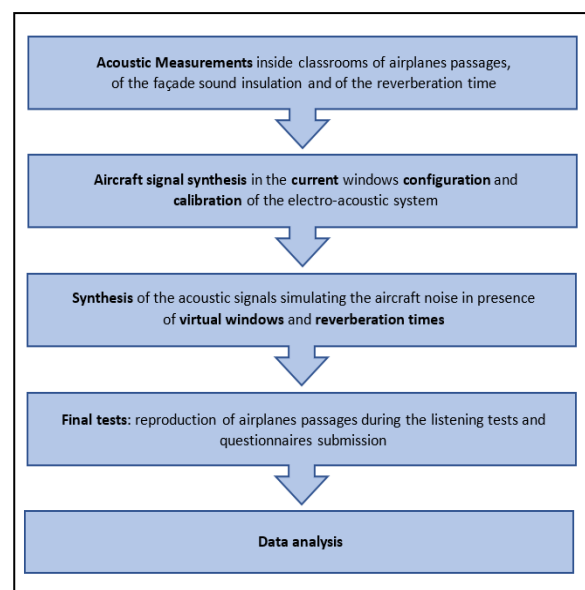 Acoustic Measurements inside classrooms of airplanes passages,
of the façade sound insulation and of the reverberation time
Aircraft signal synthesis in the current windows configuration and
calibration of the electro-acoustic system
Synthesis of the acoustic signals simulating the aircraft noise in presence
of virtual windows and reverberation times
Final tests: reproduction of airplanes passages during the listening tests and
questionnaires submission
Data analysis